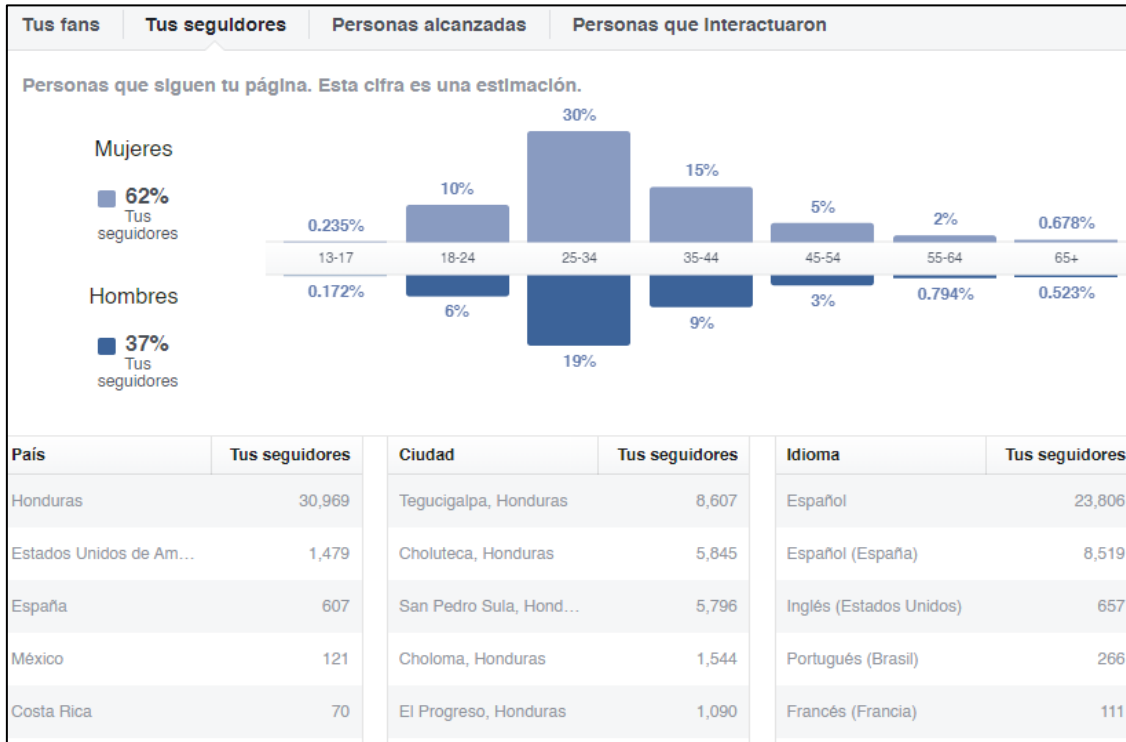 Tus fans Tus seguidores Personas alcanzadas Personas que interactuaron
Personas que siguen tu página. Esta cifra es una estimación.
Mujeres
62%
Tus
seguidores
0.235% 10% 30% 15% 5% 2% 0.678%
13-17 18-24 25-34 35-44 45-54 55-64 65+
Hombres
37%
Tus
seguidores
0.172% 6% 19% 9% 3% 0.794% 0.523%
País Tus seguidores Ciudad Tus seguidores Idioma Tus seguidores
Honduras 30,969 Tegucigalpa, Honduras 8,607 Español 23,806
Estados Unidos de Am... 1,479 Choluteca, Honduras 5,845 Español (España) 8,519
España 607 San Pedro Sula, Hond... 5,796 Inglés (Estados Unidos) 657
México 121 Choloma, Honduras 1,544 Portugués (Brasil) 266
Costa Rica 70 El Progreso, Honduras 1,090 Francés (Francia) 111